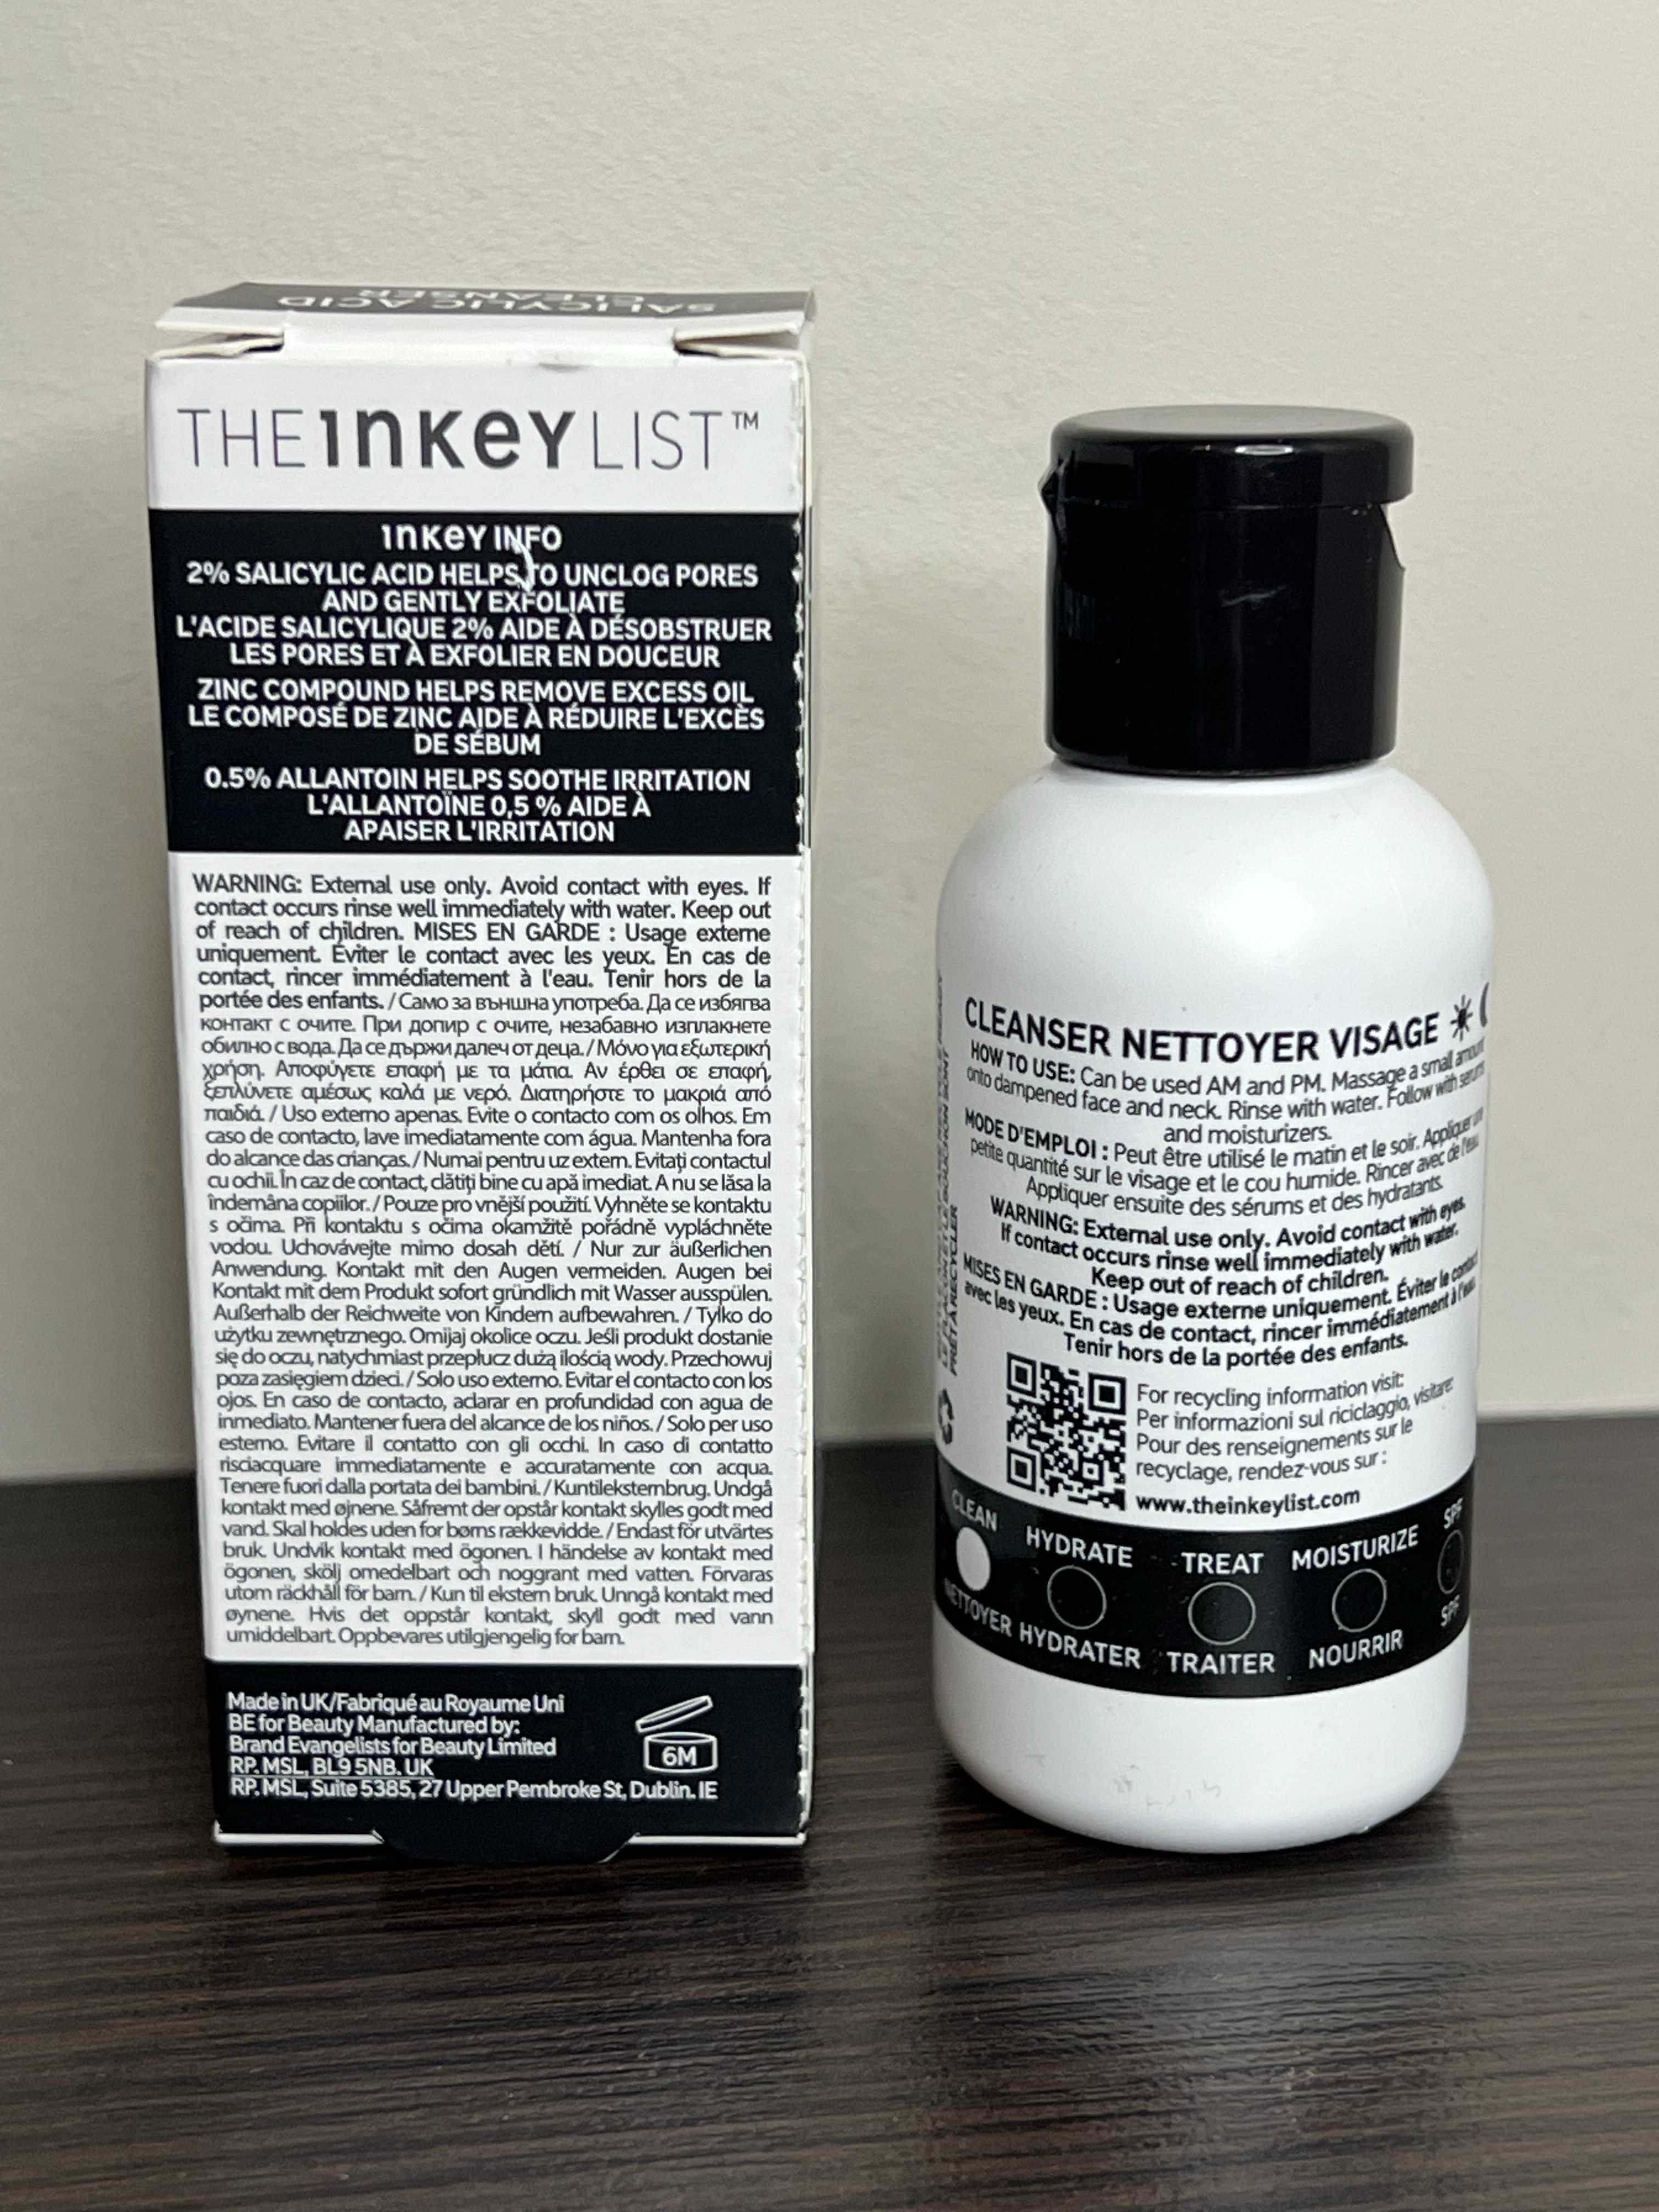 SALICYLIC ACID
CLEANSER
THE INKEY LIST™
INKEY INFO
2% SALICYLIC ACID HELPS TO UNCLOG PORES
AND GENTLY EXFOLIATE
L'ACIDE SALICYLIQUE 2% AIDE À DÉSOBSTRUER
LES PORES ET À EXFOLIER EN DOUCEUR
ZINC COMPOUND HELPS REMOVE EXCESS OIL
LE COMPOSÉ DE ZINC AIDE À RÉDUIRE L'EXCÈS
DE SÉBUM
0.5% ALLANTOIN HELPS SOOTHE IRRITATION
L'ALLANTOÏNE 0,5 % AIDE À
APAISER L'IRRITATION
WARNING: External use only. Avoid contact with eyes. If
contact occurs rinse well immediately with water. Keep out
of reach of children. MISES EN GARDE : Usage externe
uniquement. Éviter le contact avec les yeux. En cas de
contact, rincer immédiatement à l'eau. Tenir hors de la
portée des enfants. / Само за външна употреба. Да се избягва
контакт с очите. При допир с очите, незабавно изплакнете
обилно с вода. Да се държи далеч от деца. / Μόνο για εξωτερική
χρήση. Αποφύγετε επαφή με τα μάτια. Αν έρθει σε επαφή,
ξεπλύνετε αμέσως καλά με νερό. Διατηρήστε το μακριά από
παιδιά. / Uso externo apenas. Evite o contacto com os olhos. Em
caso de contacto, lave imediatamente com água. Mantenha fora
do alcance das crianças. / Numai pentru uz extern. Evitați contactul
cu ochii. În caz de contact, clătiți bine cu apă imediat. A nu se lăsa la
îndemâna copiilor. / Pouze pro vnější použití. Vyhněte se kontaktu
s očima. Při kontaktu s očima okamžitě pořádně vypláchněte
vodou. Uchovávejte mimo dosah dětí. / Nur zur äußerlichen
Anwendung. Kontakt mit den Augen vermeiden. Augen bei
Kontakt mit dem Produkt sofort gründlich mit Wasser ausspülen.
Außerhalb der Reichweite von Kindern aufbewahren. / Tylko do
użytku zewnętrznego. Omijaj okolice oczu. Jeśli produkt dostanie
się do oczu, natychmiast przepłucz dużą ilością wody. Przechowuj
poza zasięgiem dzieci. / Solo uso externo. Evitar el contacto con los
ojos. En caso de contacto, aclarar en profundidad con agua de
inmediato. Mantener fuera del alcance de los niños. / Solo per uso
esterno. Evitare il contatto con gli occhi. In caso di contatto
risciacquare immediatamente e accuratamente con acqua.
Tenere fuori dalla portata dei bambini. / Kun til eksternbrug. Undgå
kontakt med øjnene. Såfremt der opstår kontakt skylles godt med
vand. Skal holdes uden for børns rækkevidde. / Endast för utvärtes
bruk. Undvik kontakt med ögonen. I händelse av kontakt med
ögonen, skölj omedelbart och noggrant med vatten. Förvaras
utom räckhåll för barn. / Kun til ekstern bruk. Unngå kontakt med
øynene. Hvis det oppstår kontakt, skyll godt med vann
umiddelbart. Oppbevares utilgjengelig for barn.
Made in UK/Fabriqué au Royaume Uni
BE for Beauty Manufactured by:
Brand Evangelists for Beauty Limited
RP. MSL, BL9 5NB. UK
RP. MSL, Suite 5385, 27 Upper Pembroke St, Dublin. IE
6M
CLEANSER NETTOYER VISAGE
HOW TO USE: Can be used AM and PM. Massage a small amount
onto dampened face and neck. Rinse with water. Follow with serums
and moisturizers.
MODE D'EMPLOI : Peut être utilisé le matin et le soir. Appliquer une
petite quantité sur le visage et le cou humide. Rincer avec de l'eau.
Appliquer ensuite des sérums et des hydratants.
WARNING: External use only. Avoid contact with eyes.
If contact occurs rinse well immediately with water.
Keep out of reach of children.
MISES EN GARDE : Usage externe uniquement. Éviter le contact
avec les yeux. En cas de contact, rincer immédiatement à l'eau.
Tenir hors de la portée des enfants.
PRÊT À RECYCLER
For recycling information visit:
Per informazioni sul riciclaggio, visitare:
Pour des renseignements sur le
recyclage, rendez-vous sur :
www.theinkeylist.com
CLEAN HYDRATE TREAT MOISTURIZE SPF
NETTOYER HYDRATER TRAITER NOURRIR SPF